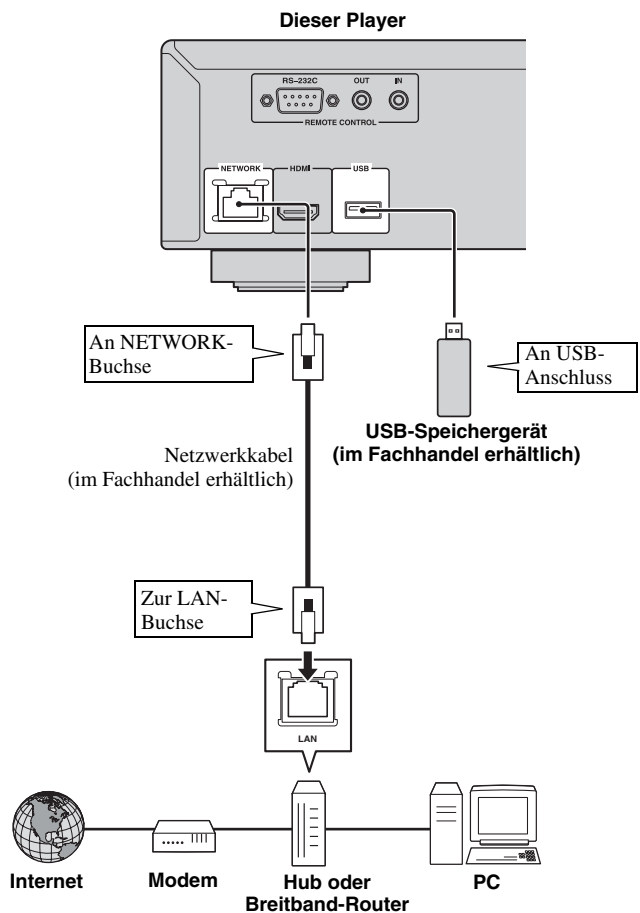 Dieser Player
RS–232C
OUT
IN
REMOTE CONTROL
NETWORK
HDMI
USB
An NETWORK-
Buchse
An USB-
Anschluss
USB-Speichergerät
(im Fachhandel erhältlich)
Netzwerkkabel
(im Fachhandel erhältlich)
Zur LAN-
Buchse
LAN
Internet
Modem
Hub oder
Breitband-Router
PC